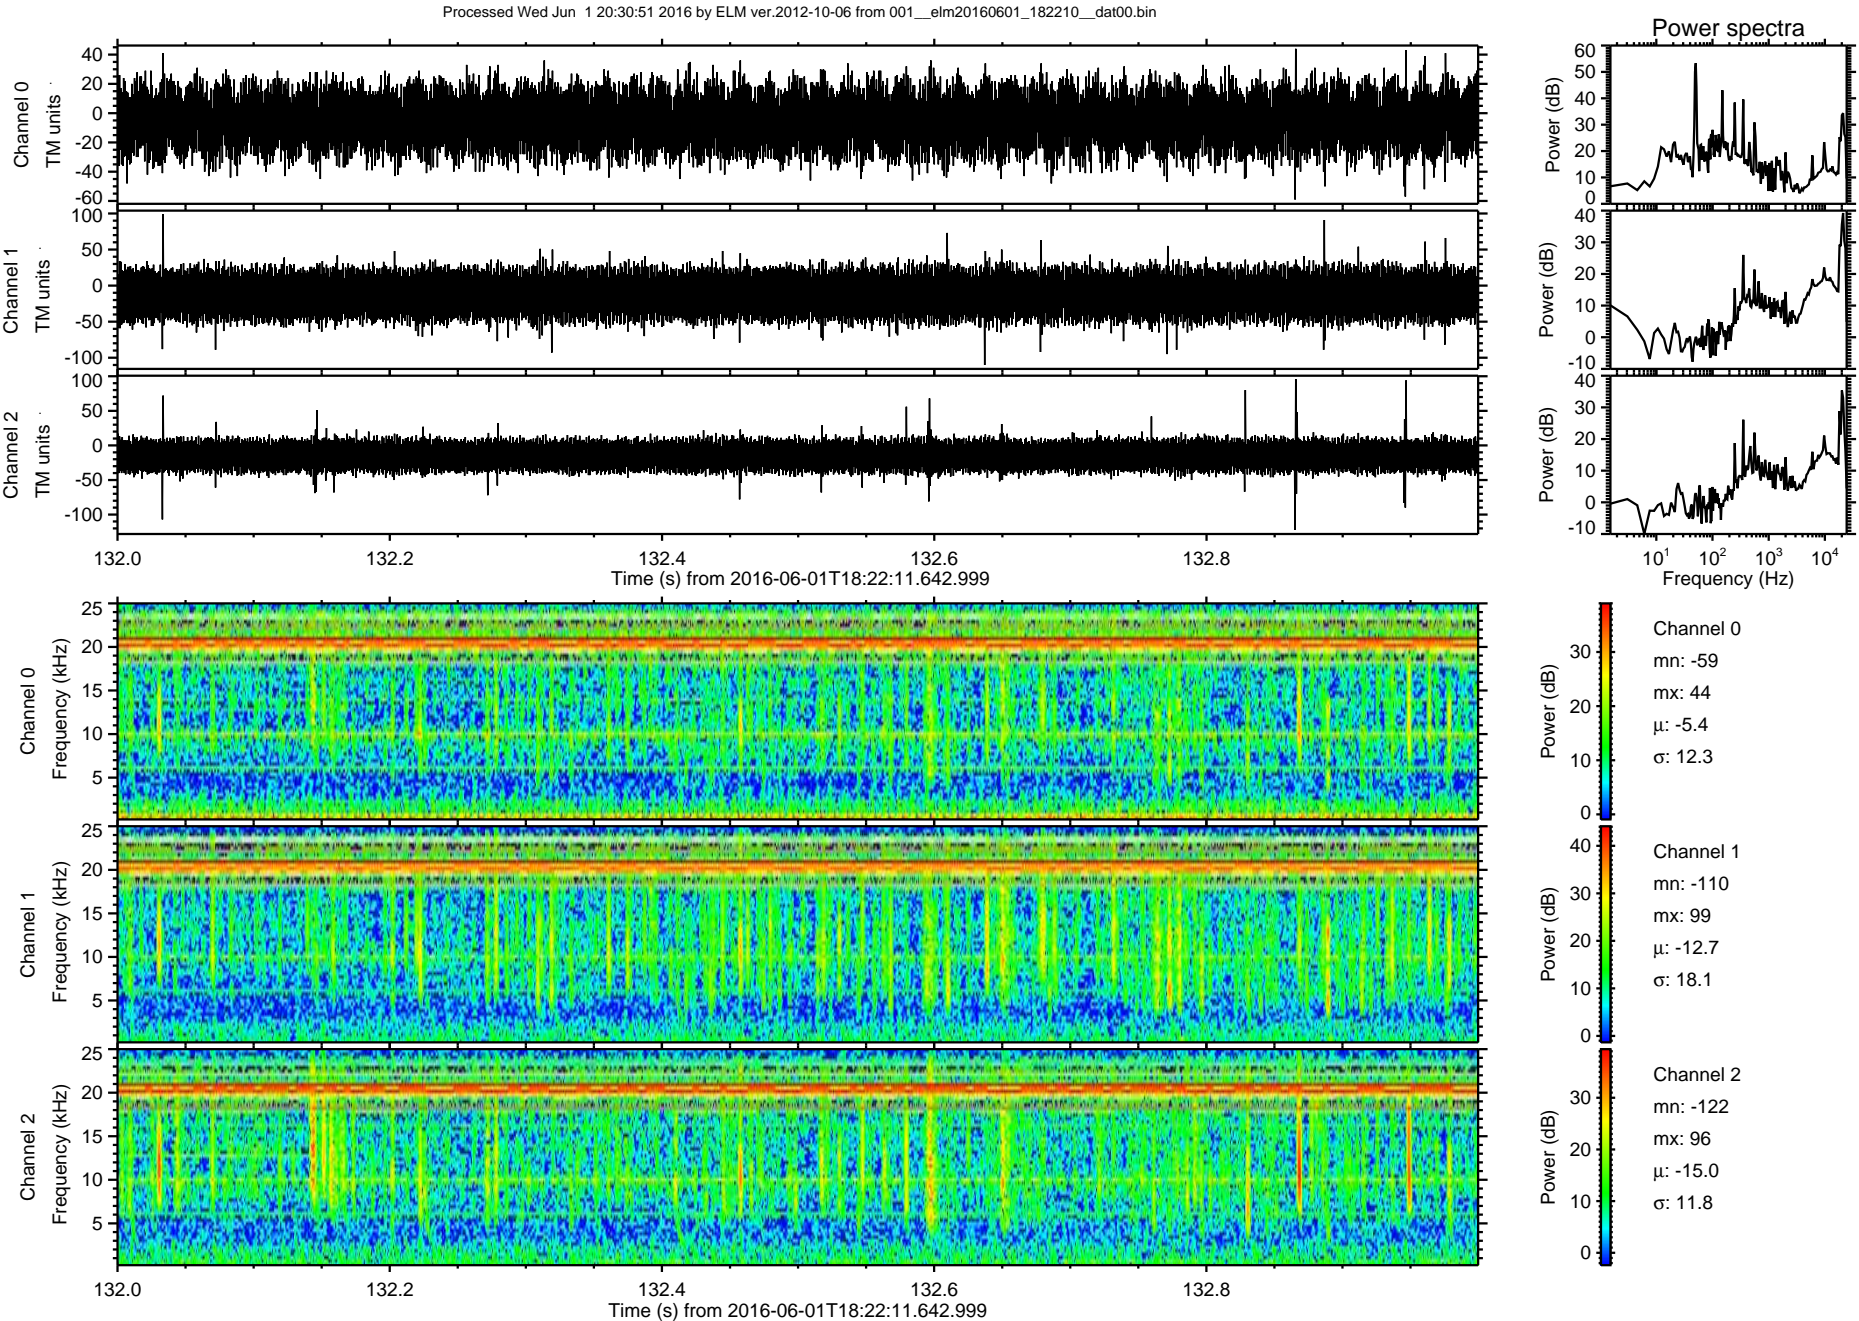 Processed Wed Jun  1 20:30:51 2016 by ELM ver.2012-10-06 from 001__elm20160601_182210__dat00.bin
Power spectra
Channel 0
TM units
40
20
0
-20
-40
-60
Power (dB)
60
50
40
30
20
10
0
Channel 1
TM units
100
50
0
-50
-100
Power (dB)
40
30
20
10
0
-10
Channel 2
TM units
100
50
0
-50
-100
Power (dB)
40
30
20
10
0
-10
132.0 132.2 132.4 132.6 132.8
Time (s) from 2016-06-01T18:22:11.642.999
10^1 10^2 10^3 10^4
Frequency (Hz)
Channel 0
Frequency (kHz)
25
20
15
10
5
Power (dB)
30
20
10
0
Channel 0
mn: -59
mx: 44
μ: -5.4
σ: 12.3
Channel 1
Frequency (kHz)
25
20
15
10
5
Power (dB)
40
30
20
10
0
Channel 1
mn: -110
mx: 99
μ: -12.7
σ: 18.1
Channel 2
Frequency (kHz)
25
20
15
10
5
Power (dB)
30
20
10
0
Channel 2
mn: -122
mx: 96
μ: -15.0
σ: 11.8
132.0 132.2 132.4 132.6 132.8
Time (s) from 2016-06-01T18:22:11.642.999